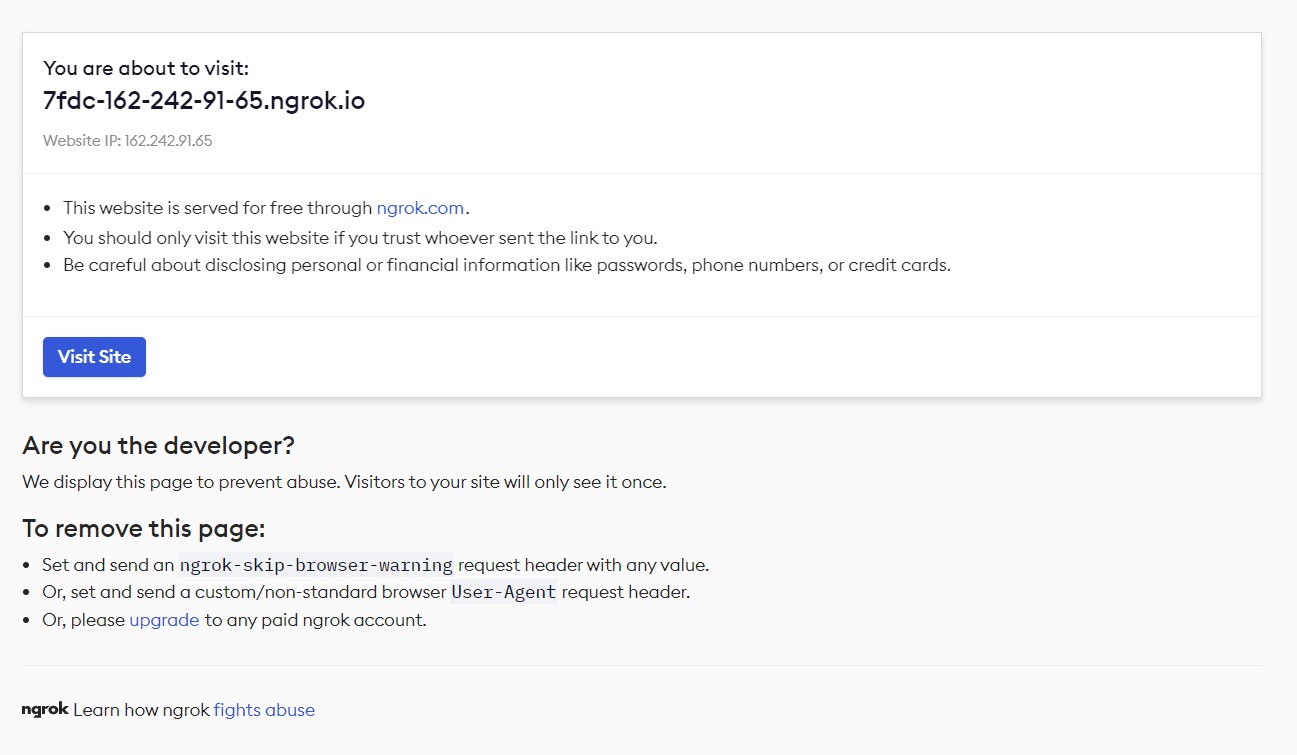 You are about to visit:
7fdc-162-242-91-65.ngrok.io
Website IP: 162.242.91.65
This website is served for free through ngrok.com.
You should only visit this website if you trust whoever sent the link to you.
Be careful about disclosing personal or financial information like passwords, phone numbers, or credit cards.
Visit Site
Are you the developer?
We display this page to prevent abuse. Visitors to your site will only see it once.
To remove this page:
Set and send an ngrok-skip-browser-warning request header with any value.
Or, set and send a custom/non-standard browser User-Agent request header.
Or, please upgrade to any paid ngrok account.
ngrok Learn how ngrok fights abuse